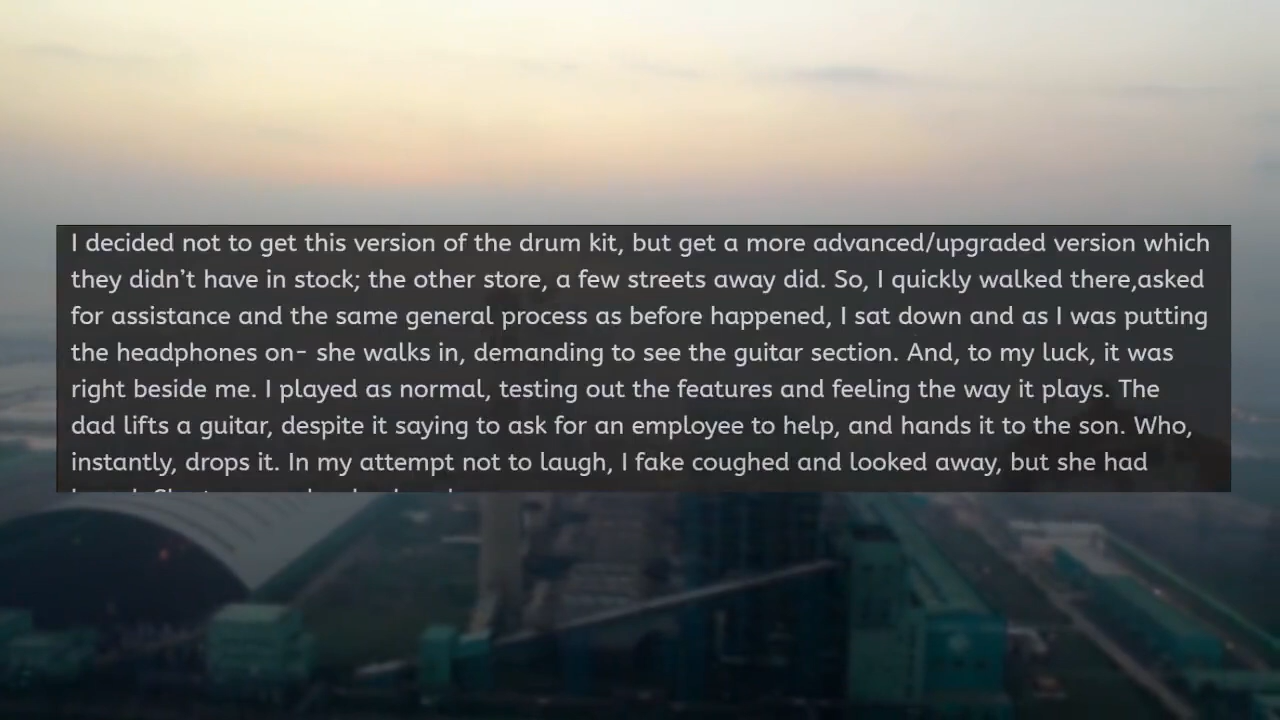 I decided not to get this version of the drum kit, but get a more advanced/upgraded version which
they didn't have in stock; the other store, a few streets away did. So, I quickly walked there,asked
for assistance and the same general process as before happened, I sat down and as I was putting
the headphones on- she walks in, demanding to see the guitar section. And, to my luck, it was
right beside me. I played as normal, testing out the features and feeling the way it plays. The
dad lifts a guitar, despite it saying to ask for an employee to help, and hands it to the son. Who,
instantly, drops it. In my attempt not to laugh, I fake coughed and looked away, but she had